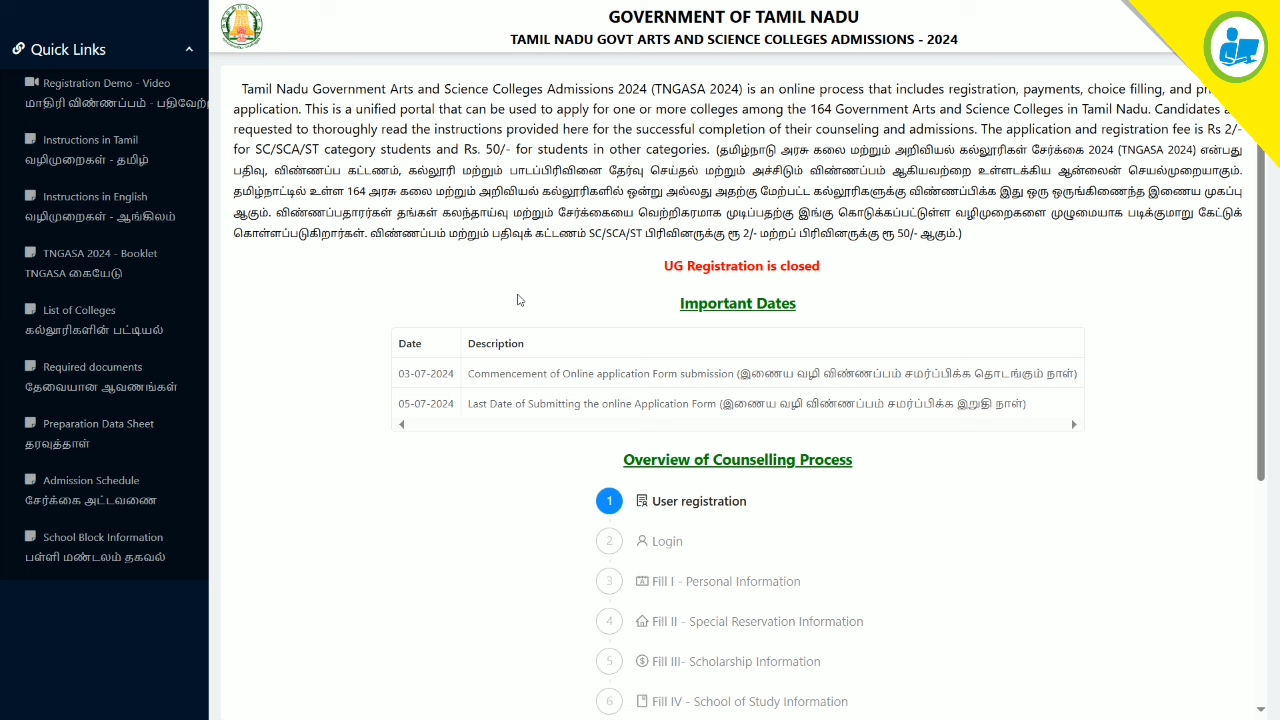 Quick Links
Registration Demo - Video
மாதிரி விண்ணப்பம் - பதிவேற்
Instructions in Tamil
வழிமுறைகள் - தமிழ்
Instructions in English
வழிமுறைகள் - ஆங்கிலம்
TNGASA 2024 - Booklet
TNGASA கையேடு
List of Colleges
கல்லூரிகளின் பட்டியல்
Required documents
தேவையான ஆவணங்கள்
Preparation Data Sheet
தரவுத்தாள்
Admission Schedule
சேர்க்கை அட்டவணை
School Block Information
பள்ளி மண்டலம் தகவல்
GOVERNMENT OF TAMIL NADU
TAMIL NADU GOVT ARTS AND SCIENCE COLLEGES ADMISSIONS - 2024
Tamil Nadu Government Arts and Science Colleges Admissions 2024 (TNGASA 2024) is an online process that includes registration, payments, choice filling, and
application. This is a unified portal that can be used to apply for one or more colleges among the 164 Government Arts and Science Colleges in Tamil Nadu. Candidates
requested to thoroughly read the instructions provided here for the successful completion of their counseling and admissions. The application and registration fee is Rs 2/-
for SC/SCA/ST category students and Rs. 50/- for students in other categories. (தமிழ்நாடு அரசு கலை மற்றும் அறிவியல் கல்லூரிகள் சேர்க்கை 2024 (TNGASA 2024) என்பது
பதிவு, விண்ணப்ப கட்டணம், கல்லூரி மற்றும் பாடப்பிரிவினை தேர்வு செய்தல் மற்றும் அச்சிடும் விண்ணப்பம் ஆகியவற்றை உள்ளடக்கிய ஆன்லைன் செயல்முறையாகும்.
தமிழ்நாட்டில் உள்ள 164 அரசு கலை மற்றும் அறிவியல் கல்லூரிகளில் ஒன்று அல்லது அதற்கு மேற்பட்ட கல்லூரிகளுக்கு விண்ணப்பிக்க இது ஒரு ஒருங்கிணைந்த இணைய முகப்பு
ஆகும். விண்ணப்பதாரர்கள் தங்கள் கலந்தாய்வு மற்றும் சேர்க்கையை வெற்றிகரமாக முடிப்பதற்கு இங்கு கொடுக்கப்பட்டுள்ள வழிமுறைகளை முழுமையாக படிக்குமாறு கேட்டுக்
கொள்ளப்படுகிறார்கள். விண்ணப்பம் மற்றும் பதிவுக் கட்டணம் SC/SCA/ST பிரிவினருக்கு ரூ 2/- மற்றப் பிரிவினருக்கு ரூ 50/- ஆகும்.)
UG Registration is closed
Important Dates
Date Description
03-07-2024 Commencement of Online application Form submission (இணைய வழி விண்ணப்பம் சமர்ப்பிக்க தொடங்கும் நாள்)
05-07-2024 Last Date of Submitting the online Application Form (இணைய வழி விண்ணப்பம் சமர்ப்பிக்க இறுதி நாள்)
Overview of Counselling Process
1 User registration
2 Login
3 Fill I - Personal Information
4 Fill II - Special Reservation Information
5 Fill III- Scholarship Information
6 Fill IV - School of Study Information